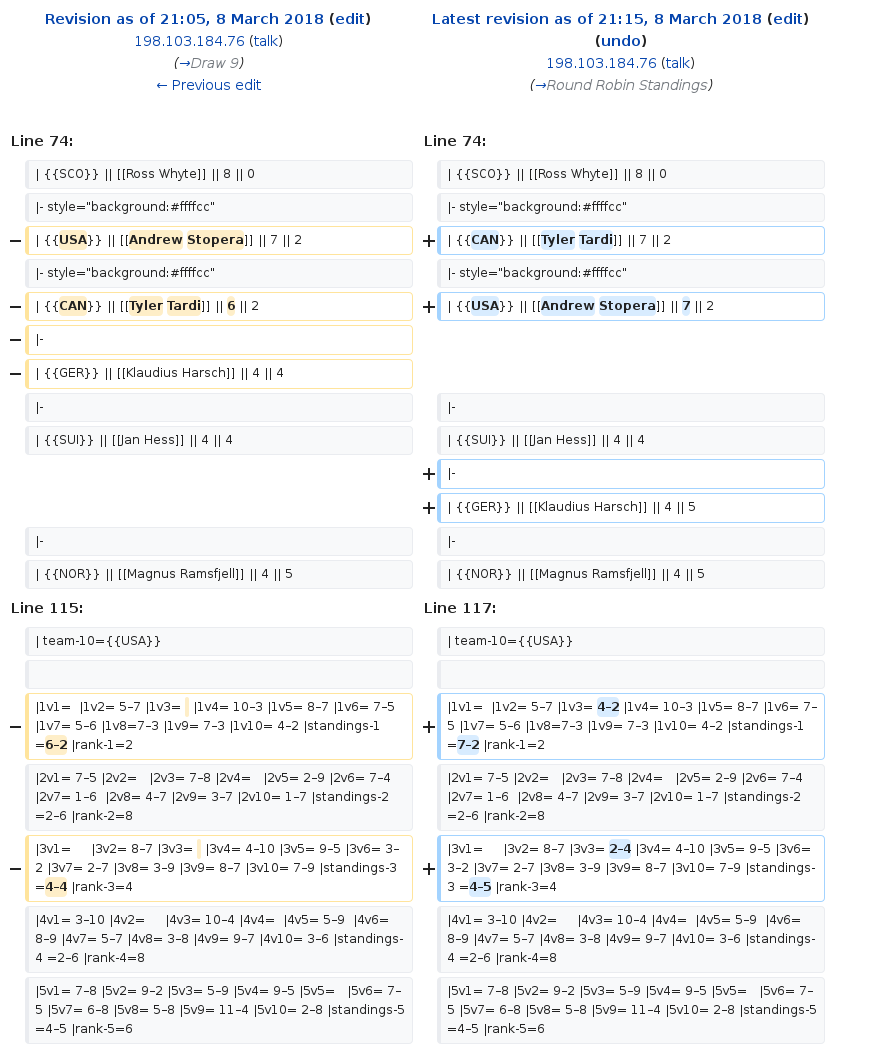 Revision as of 21:05, 8 March 2018 (edit)
198.103.184.76 (talk)
(→Draw 9)
← Previous edit
Latest revision as of 21:15, 8 March 2018 (edit)
(undo)
198.103.184.76 (talk)
(→Round Robin Standings)
Line 74:
Line 74:
| {{SCO}} || [[Ross Whyte]] || 8 || 0
| {{SCO}} || [[Ross Whyte]] || 8 || 0
|- style="background:#ffffcc"
|- style="background:#ffffcc"
− | {{USA}} || [[Andrew Stopera]] || 7 || 2
+ | {{CAN}} || [[Tyler Tardi]] || 7 || 2
|- style="background:#ffffcc"
|- style="background:#ffffcc"
− | {{CAN}} || [[Tyler Tardi]] || 6 || 2
+ | {{USA}} || [[Andrew Stopera]] || 7 || 2
− |-
− | {{GER}} || [[Klaudius Harsch]] || 4 || 4
|-
|-
| {{SUI}} || [[Jan Hess]] || 4 || 4
| {{SUI}} || [[Jan Hess]] || 4 || 4
+ |-
+ | {{GER}} || [[Klaudius Harsch]] || 4 || 5
|-
|-
| {{NOR}} || [[Magnus Ramsfjell]] || 4 || 5
| {{NOR}} || [[Magnus Ramsfjell]] || 4 || 5
Line 115:
Line 117:
| team-10={{USA}}
| team-10={{USA}}
− |1v1=  |1v2= 5–7 |1v3=   |1v4= 10–3 |1v5= 8–7 |1v6= 7–5
|1v7= 5–6 |1v8=7–3 |1v9= 7–3 |1v10= 4–2 |standings-1
=6–2 |rank-1=2
+ |1v1=  |1v2= 5–7 |1v3= 4–2 |1v4= 10–3 |1v5= 8–7 |1v6= 7–
5 |1v7= 5–6 |1v8=7–3 |1v9= 7–3 |1v10= 4–2 |standings-1
=7–2 |rank-1=2
|2v1= 7–5 |2v2=   |2v3= 7–8 |2v4=   |2v5= 2–9 |2v6= 7–4
|2v7= 1–6  |2v8= 4–7 |2v9= 3–7 |2v10= 1–7 |standings-2
=2–6 |rank-2=8
|2v1= 7–5 |2v2=   |2v3= 7–8 |2v4=   |2v5= 2–9 |2v6= 7–4
|2v7= 1–6  |2v8= 4–7 |2v9= 3–7 |2v10= 1–7 |standings-2
=2–6 |rank-2=8
− |3v1=     |3v2= 8–7 |3v3=   |3v4= 4–10 |3v5= 9–5 |3v6= 3–
2 |3v7= 2–7 |3v8= 3–9 |3v9= 8–7 |3v10= 7–9 |standings-3
=4–4 |rank-3=4
+ |3v1=     |3v2= 8–7 |3v3= 2–4 |3v4= 4–10 |3v5= 9–5 |3v6=
3–2 |3v7= 2–7 |3v8= 3–9 |3v9= 8–7 |3v10= 7–9 |standings-
3 =4–5 |rank-3=4
|4v1= 3–10 |4v2=     |4v3= 10–4 |4v4=  |4v5= 5–9  |4v6=
8–9 |4v7= 5–7 |4v8= 3–8 |4v9= 9–7 |4v10= 3–6 |standings-
4 =2–6 |rank-4=8
|4v1= 3–10 |4v2=     |4v3= 10–4 |4v4=  |4v5= 5–9  |4v6=
8–9 |4v7= 5–7 |4v8= 3–8 |4v9= 9–7 |4v10= 3–6 |standings-
4 =2–6 |rank-4=8
|5v1= 7–8 |5v2= 9–2 |5v3= 5–9 |5v4= 9–5 |5v5=   |5v6= 7–
5 |5v7= 6–8 |5v8= 5–8 |5v9= 11–4 |5v10= 2–8 |standings-5
=4–5 |rank-5=6
|5v1= 7–8 |5v2= 9–2 |5v3= 5–9 |5v4= 9–5 |5v5=   |5v6= 7–
5 |5v7= 6–8 |5v8= 5–8 |5v9= 11–4 |5v10= 2–8 |standings-5
=4–5 |rank-5=6